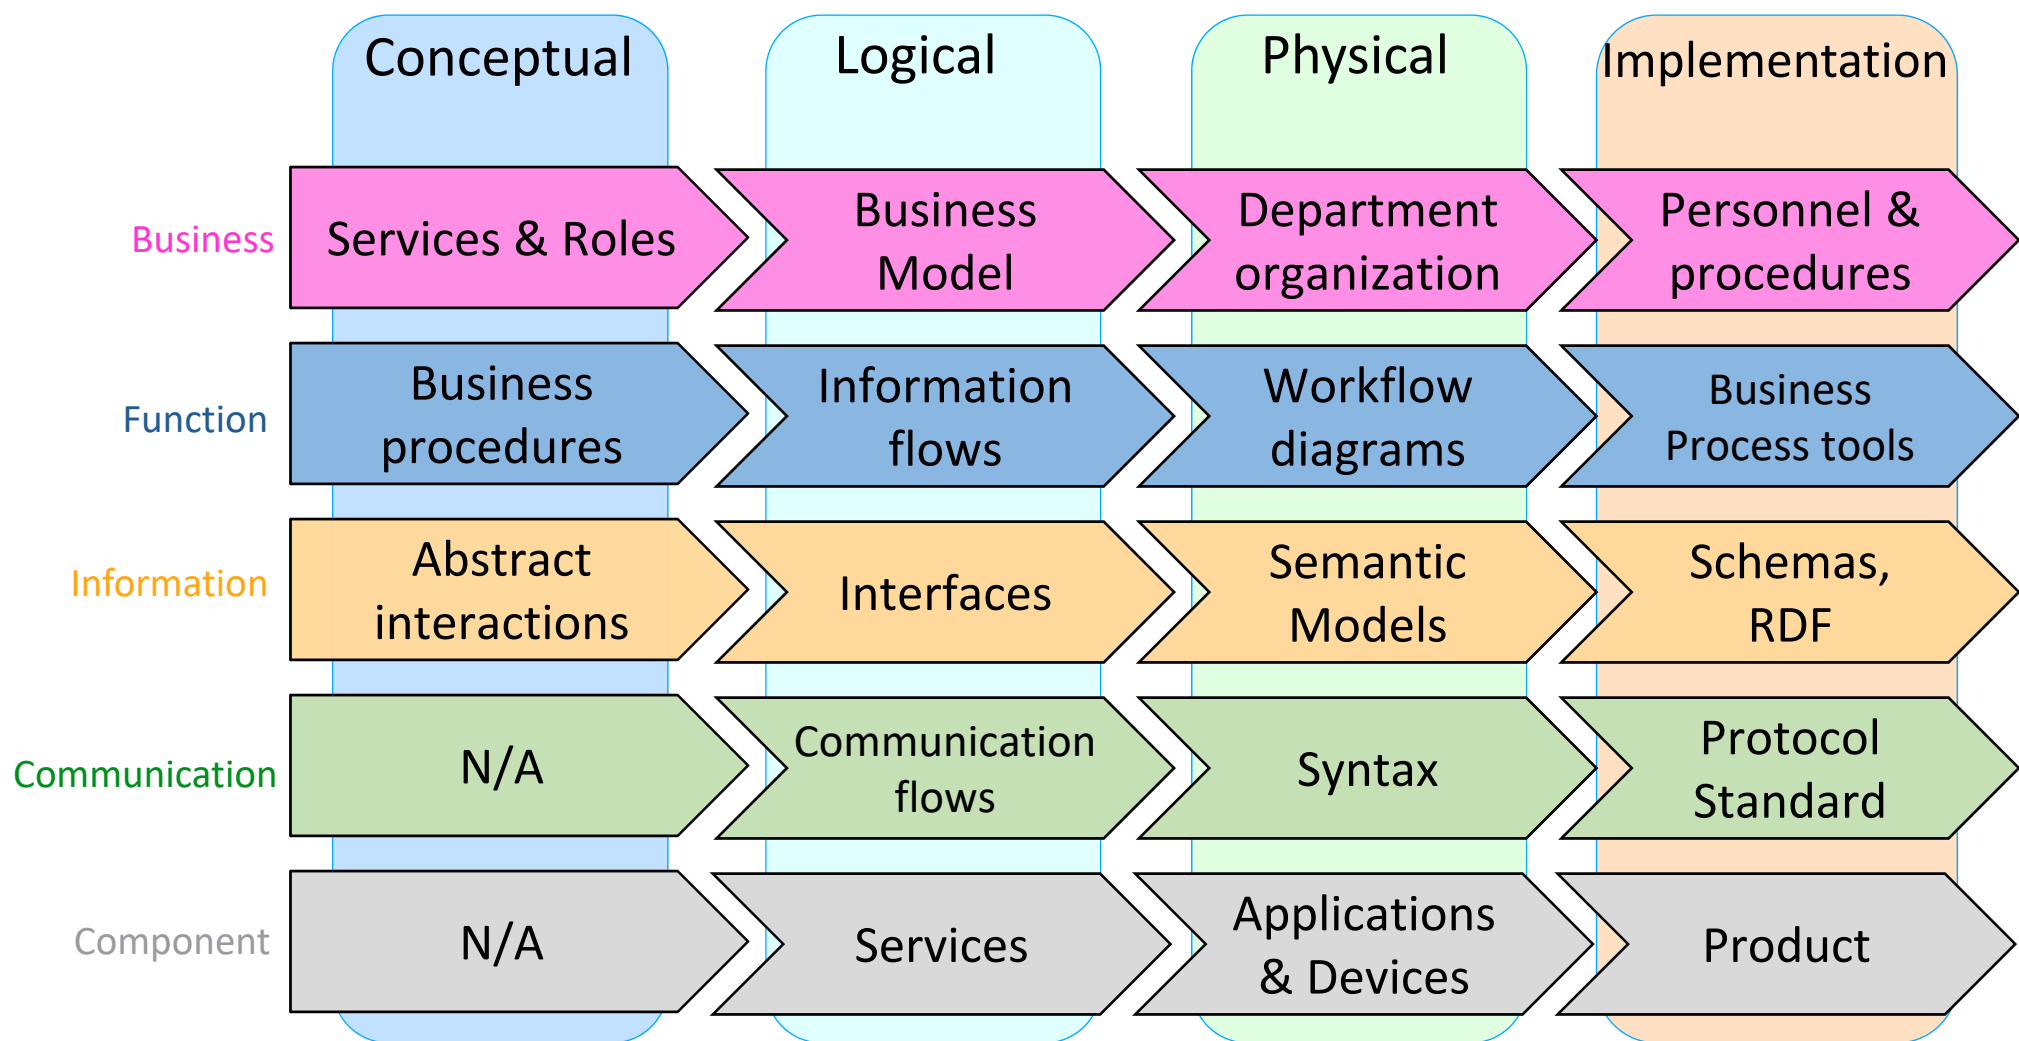 Conceptual
Logical
Physical
Implementation
Business
Services & Roles
Business
Model
Department
organization
Personnel &
procedures
Function
Business
procedures
Information
flows
Workflow
diagrams
Business
Process tools
Information
Abstract
interactions
Interfaces
Semantic
Models
Schemas,
RDF
Communication
N/A
Communication
flows
Syntax
Protocol
Standard
Component
N/A
Services
Applications
& Devices
Product